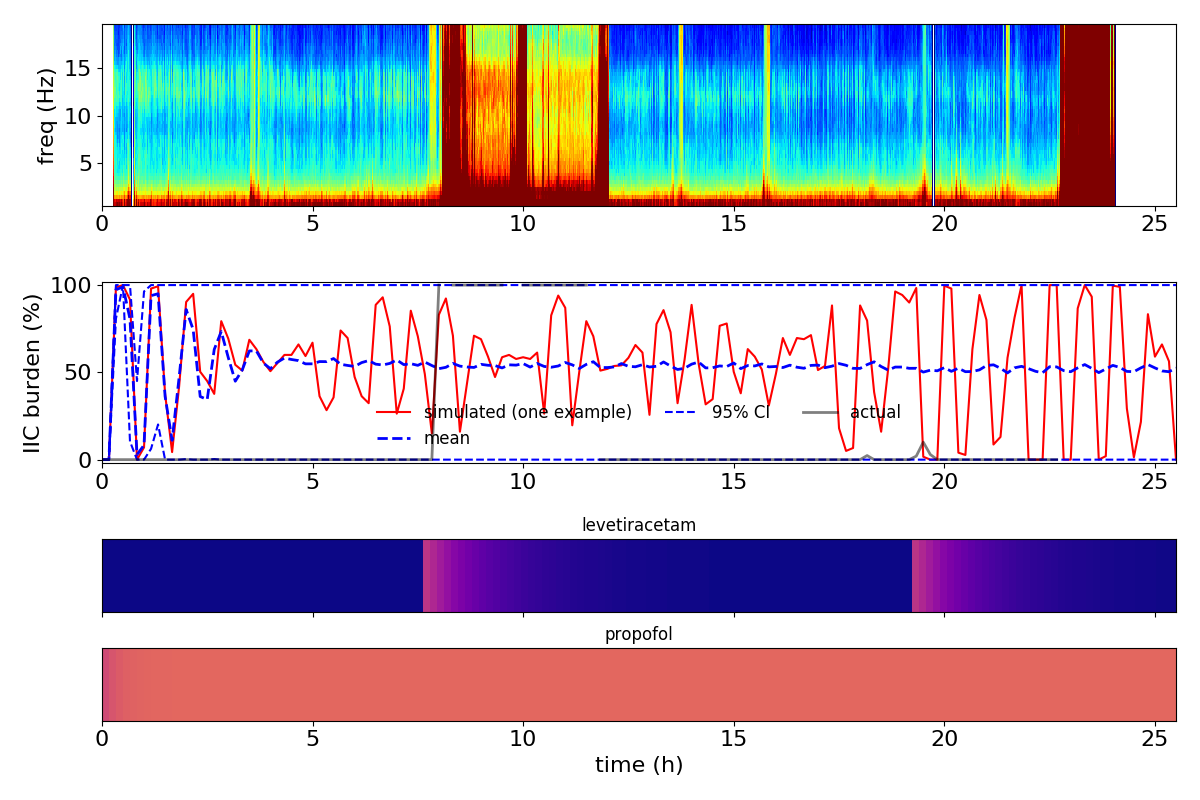 freq (Hz)
15
10
5
0 5 10 15 20 25
IIC burden (%)
100
50
0
simulated (one example) 95% CI actual
mean
0 5 10 15 20 25
levetiracetam
propofol
0 5 10 15 20 25
time (h)